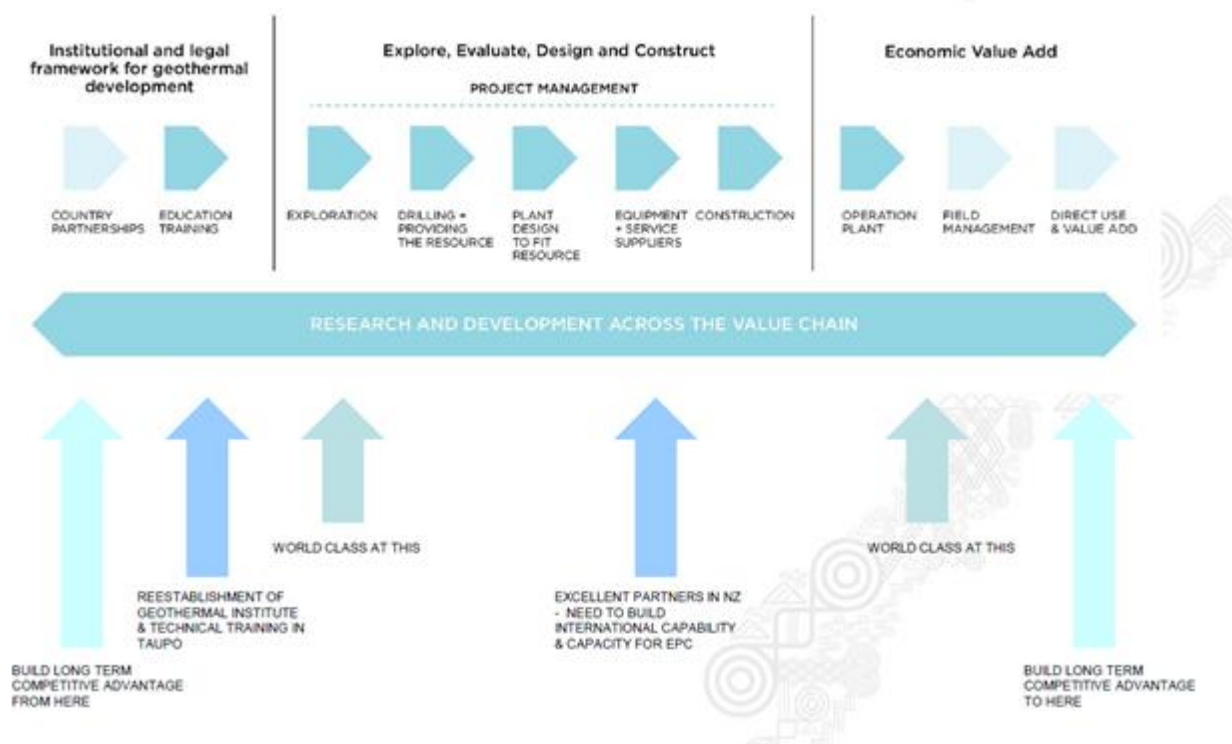 Institutional and legal
framework for geothermal
development
Explore, Evaluate, Design and Construct
PROJECT MANAGEMENT
Economic Value Add
COUNTRY
PARTNERSHIPS
EDUCATION
TRAINING
EXPLORATION
DRILLING +
PROVIDING
THE RESOURCE
PLANT
DESIGN
TO FIT
RESOURCE
EQUIPMENT
+ SERVICE
SUPPLIERS
CONSTRUCTION
OPERATION
PLANT
FIELD
MANAGEMENT
DIRECT USE
& VALUE ADD
RESEARCH AND DEVELOPMENT ACROSS THE VALUE CHAIN
BUILD LONG TERM
COMPETITIVE ADVANTAGE
FROM HERE
REESTABLISHMENT OF
GEOTHERMAL INSTITUTE
& TECHNICAL TRAINING IN
TAUPO
WORLD CLASS AT THIS
EXCELLENT PARTNERS IN NZ
- NEED TO BUILD
INTERNATIONAL CAPABILITY
& CAPACITY FOR EPC
WORLD CLASS AT THIS
BUILD LONG TERM
COMPETITIVE ADVANTAGE
TO HERE